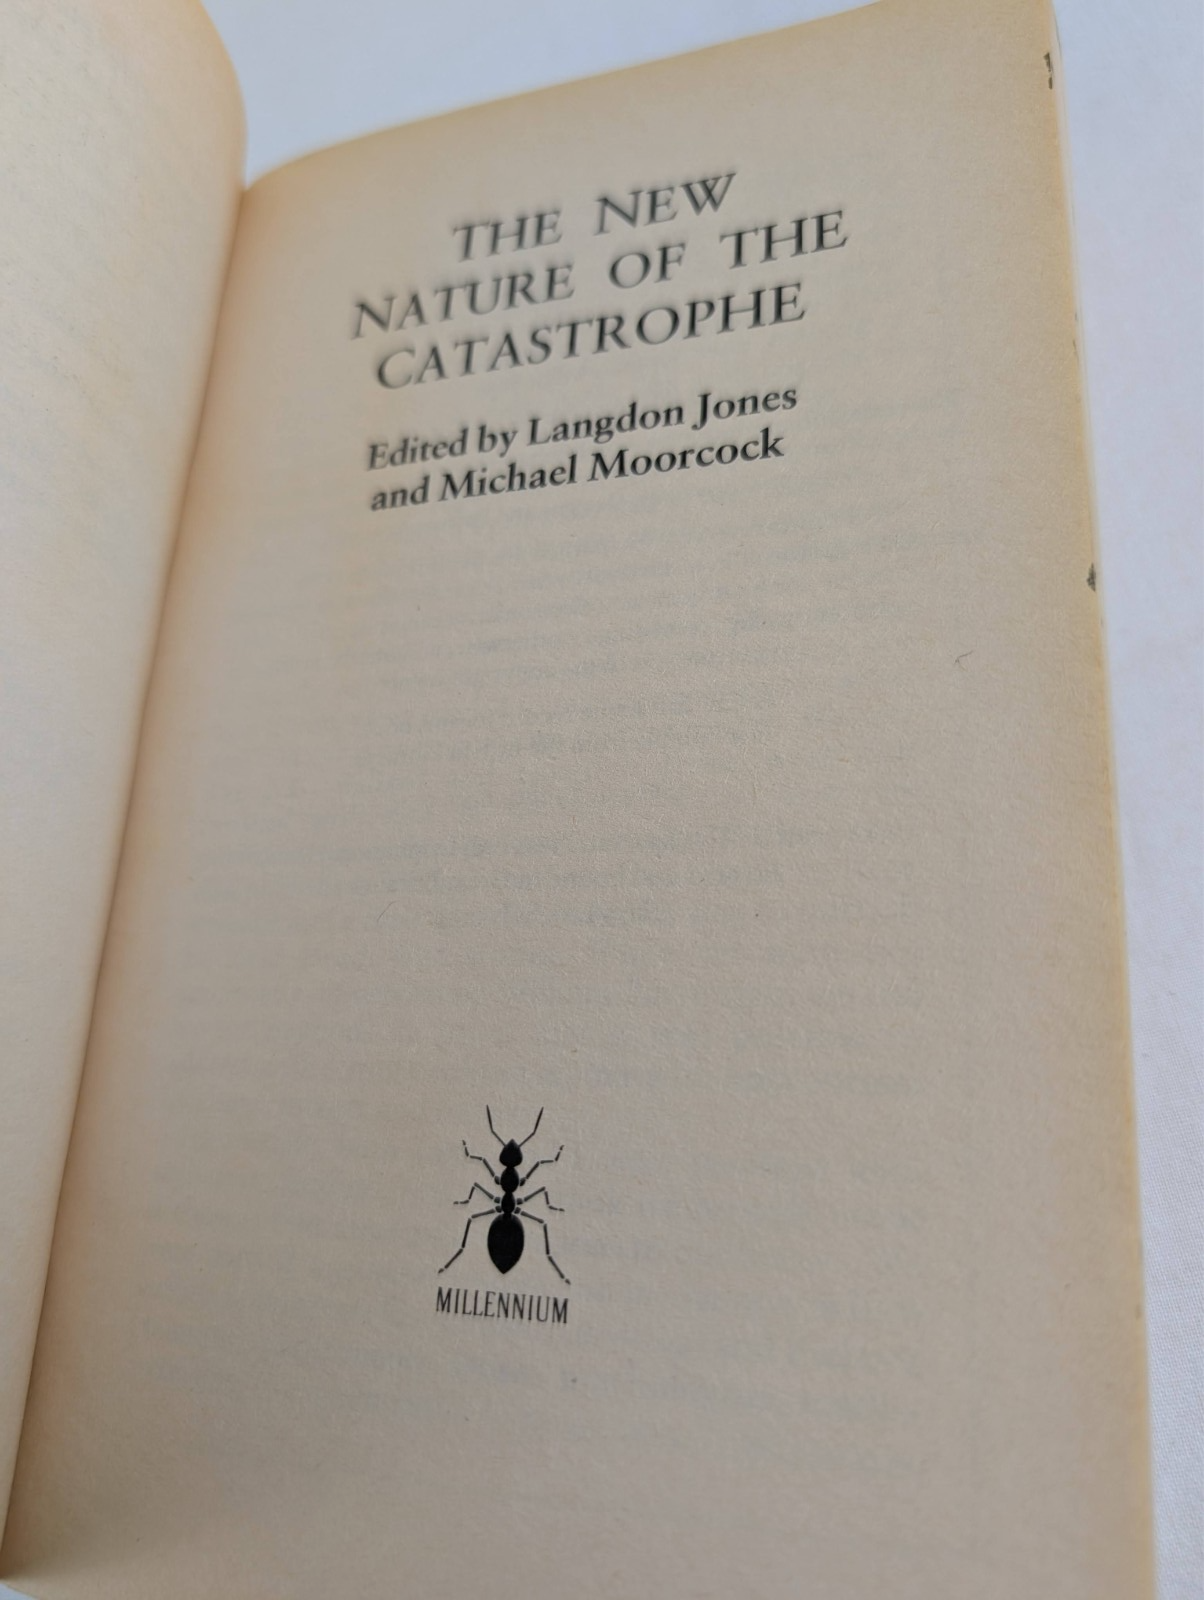 THE NEW
NATURE OF THE
CATASTROPHE
Edited by Langdon Jones
and Michael Moorcock
MILLENNIUM